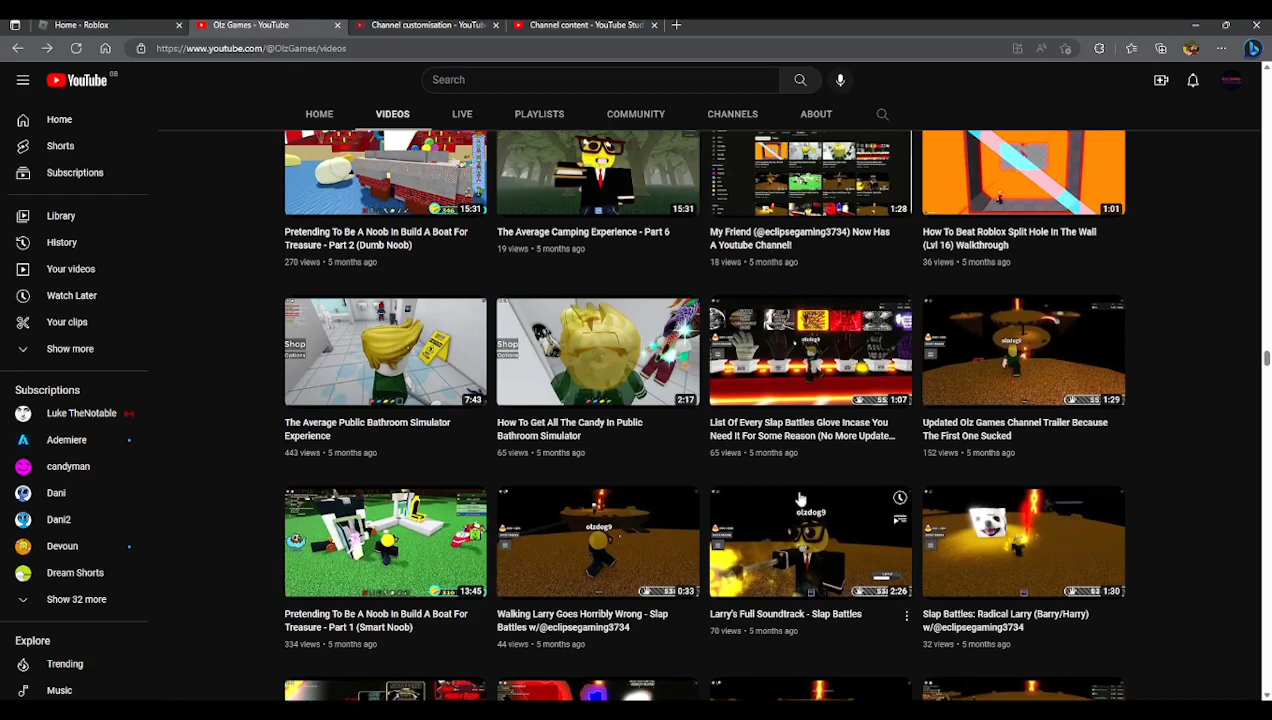 Home - Roblox
Olz Games - YouTube
Channel customisation - YouTu
Channel content - YouTube Stud
https://www.youtube.com/@OlzGames/videos
YouTube GB
Search
HOME VIDEOS LIVE PLAYLISTS COMMUNITY CHANNELS ABOUT
Home
Shorts
Subscriptions
Library
History
Your videos
Watch Later
Your clips
Show more
Subscriptions
Luke TheNotable
Ademiere
candyman
Dani
Dani2
Devoun
Dream Shorts
Show 32 more
Explore
Trending
Music
15:31
Pretending To Be A Noob In Build A Boat For
Treasure - Part 2 (Dumb Noob)
270 views • 5 months ago
15:31
The Average Camping Experience - Part 6
19 views • 5 months ago
1:28
My Friend (@eclipsegaming3734) Now Has
A Youtube Channel!
18 views • 5 months ago
1:01
How To Beat Roblox Split Hole In The Wall
(Lvl 16) Walkthrough
36 views • 5 months ago
Shop
Options
7:43
The Average Public Bathroom Simulator
Experience
443 views • 5 months ago
Shop
Options
2:17
How To Get All The Candy In Public
Bathroom Simulator
65 views • 5 months ago
olzdog9
1:07
List Of Every Slap Battles Glove Incase You
Need It For Some Reason (No More Update...
65 views • 5 months ago
olzdog9
1:29
Updated Olz Games Channel Trailer Because
The First One Sucked
152 views • 5 months ago
13:45
Pretending To Be A Noob In Build A Boat For
Treasure - Part 1 (Smart Noob)
334 views • 5 months ago
olzdog9
0:33
Walking Larry Goes Horribly Wrong - Slap
Battles w/@eclipsegaming3734
44 views • 5 months ago
olzdog9
2:26
Larry's Full Soundtrack - Slap Battles
70 views • 5 months ago
1:30
Slap Battles: Radical Larry (Barry/Harry)
w/@eclipsegaming3734
32 views • 5 months ago